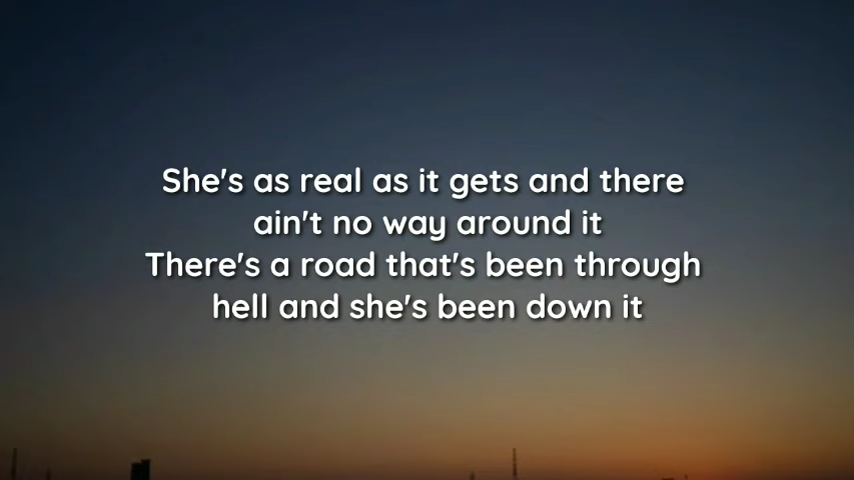 She's as real as it gets and there
ain't no way around it
There's a road that's been through
hell and she's been down it